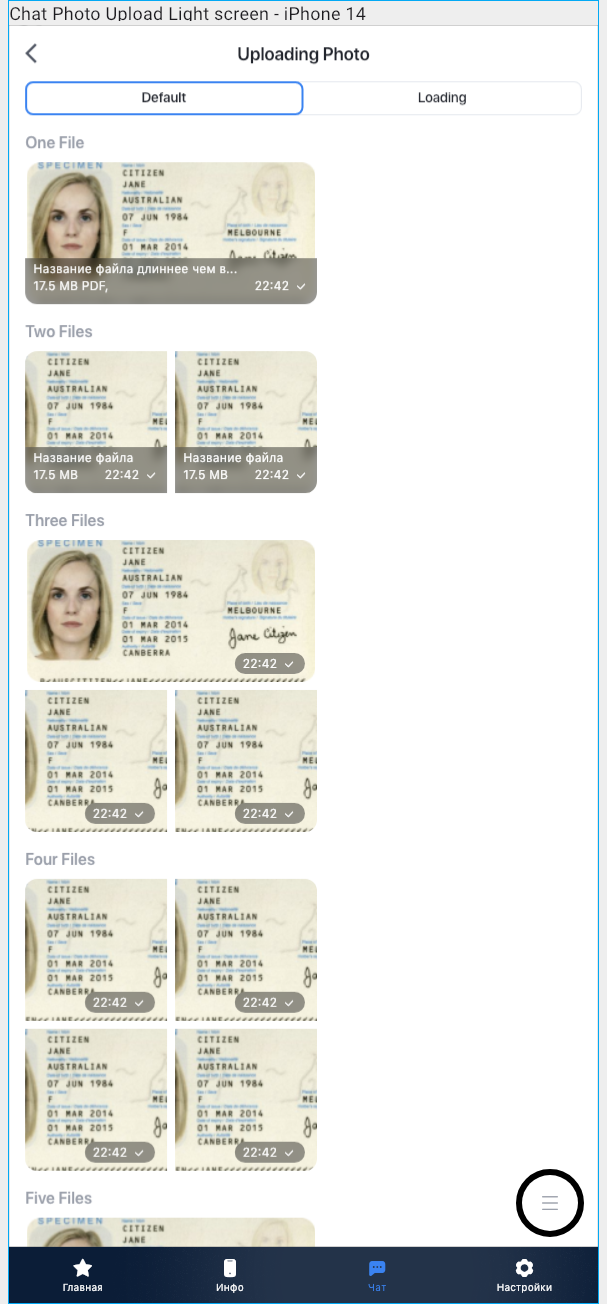 Chat Photo Upload Light screen - iPhone 14
Uploading Photo
Default
Loading
One File
SPECIMEN
CITIZEN
JANE
AUSTRALIAN
07 JUN 1984
F
MELBOURNE
01 MAR 2014
Jane Citizen
Название файла длиннее чем в...
17.5 MB PDF,
22:42
Two Files
CITIZEN
JANE
AUSTRALIAN
07 JUN 1984
F
MEL
01 MAR 2014
Название файла
17.5 MB
22:42
CITIZEN
JANE
AUSTRALIAN
07 JUN 1984
F
MEL
01 MAR 2014
Название файла
17.5 MB
22:42
Three Files
SPECIMEN
CITIZEN
JANE
AUSTRALIAN
07 JUN 1984
F
MELBOURNE
01 MAR 2014
01 MAR 2015
CANBERRA
Jane Citizen
22:42
CITIZEN
JANE
AUSTRALIAN
07 JUN 1984
F
MEL
01 MAR 2014
01 MAR 2015
CANBERRA
22:42
CITIZEN
JANE
AUSTRALIAN
07 JUN 1984
F
MEL
01 MAR 2014
01 MAR 2015
CANBERRA
22:42
Four Files
CITIZEN
JANE
AUSTRALIAN
07 JUN 1984
F
MEL
01 MAR 2014
01 MAR 2015
CANBERRA
22:42
CITIZEN
JANE
AUSTRALIAN
07 JUN 1984
F
MEL
01 MAR 2014
01 MAR 2015
CANBERRA
22:42
CITIZEN
JANE
AUSTRALIAN
07 JUN 1984
F
MEL
01 MAR 2014
01 MAR 2015
CANBERRA
22:42
CITIZEN
JANE
AUSTRALIAN
07 JUN 1984
F
MEL
01 MAR 2014
01 MAR 2015
CANBERRA
22:42
Five Files
SPECIMEN
CITIZEN
JANE
Главная
Инфо
Чат
Настройки